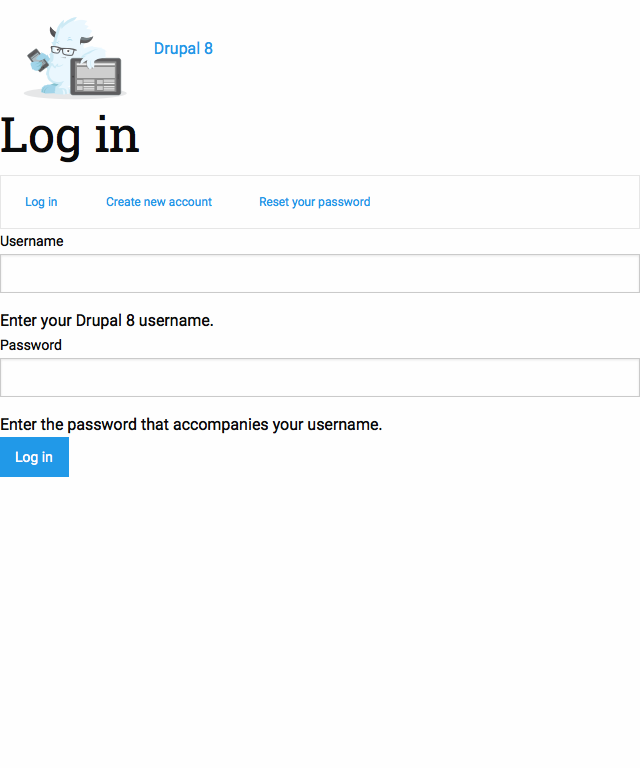 Drupal 8
Log in
Log in Create new account Reset your password
Username
Enter your Drupal 8 username.
Password
Enter the password that accompanies your username.
Log in